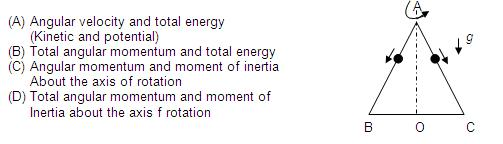 (A) Angular velocity and total energy
(Kinetic and potential)
(B) Total angular momentum and total energy
(C) Angular momentum and moment of inertia
About the axis of rotation
(D) Total angular momentum and moment of
Inertia about the axis f rotation
A
g
B
O
C